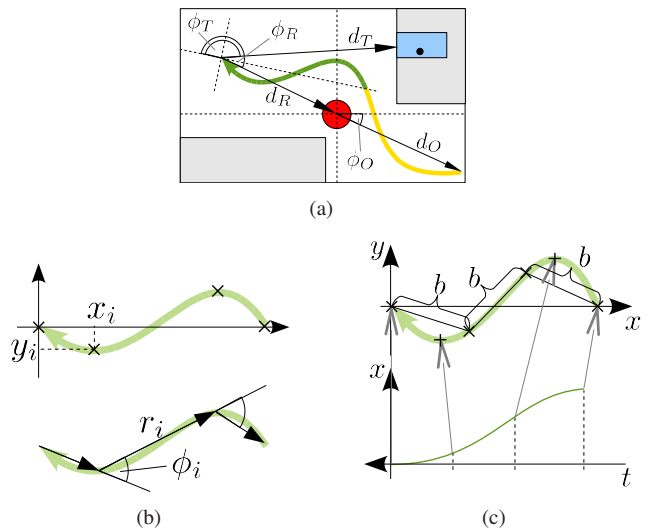 ϕ_T
ϕ_R
d_T
d_R
d_O
ϕ_O
(a)
x_i
y_i
r_i
ϕ_i
(b)
y
b
b
b
x
x
t
(c)